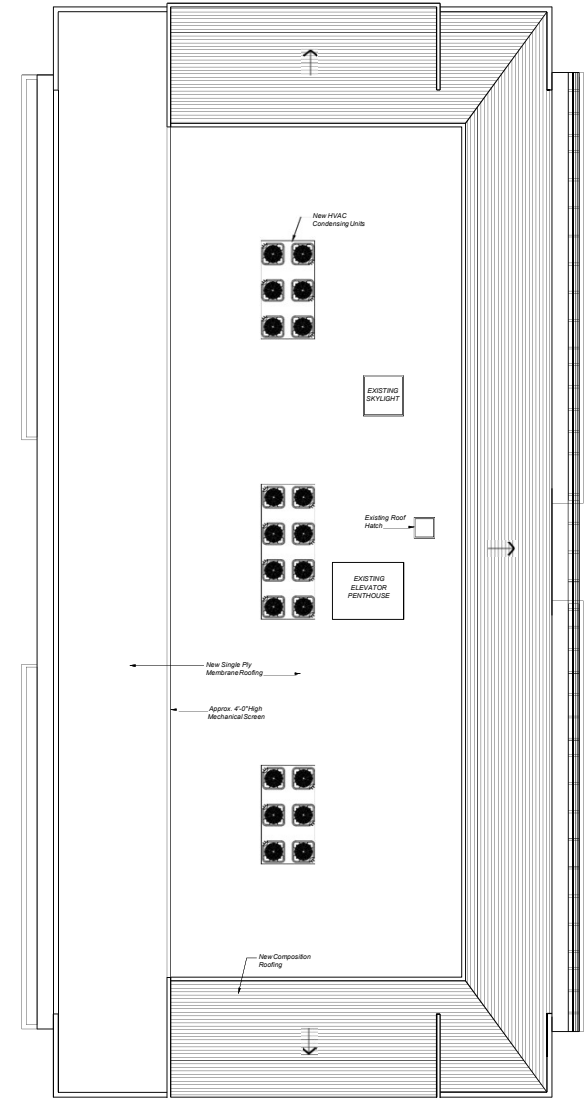 New HVAC
Condensing Units
EXISTING
SKYLIGHT
Existing Roof
Hatch
EXISTING
ELEVATOR
PENTHOUSE
New Single Ply
Membrane Roofing
Approx. 4'-0" High
Mechanical Screen
New Composition
Roofing